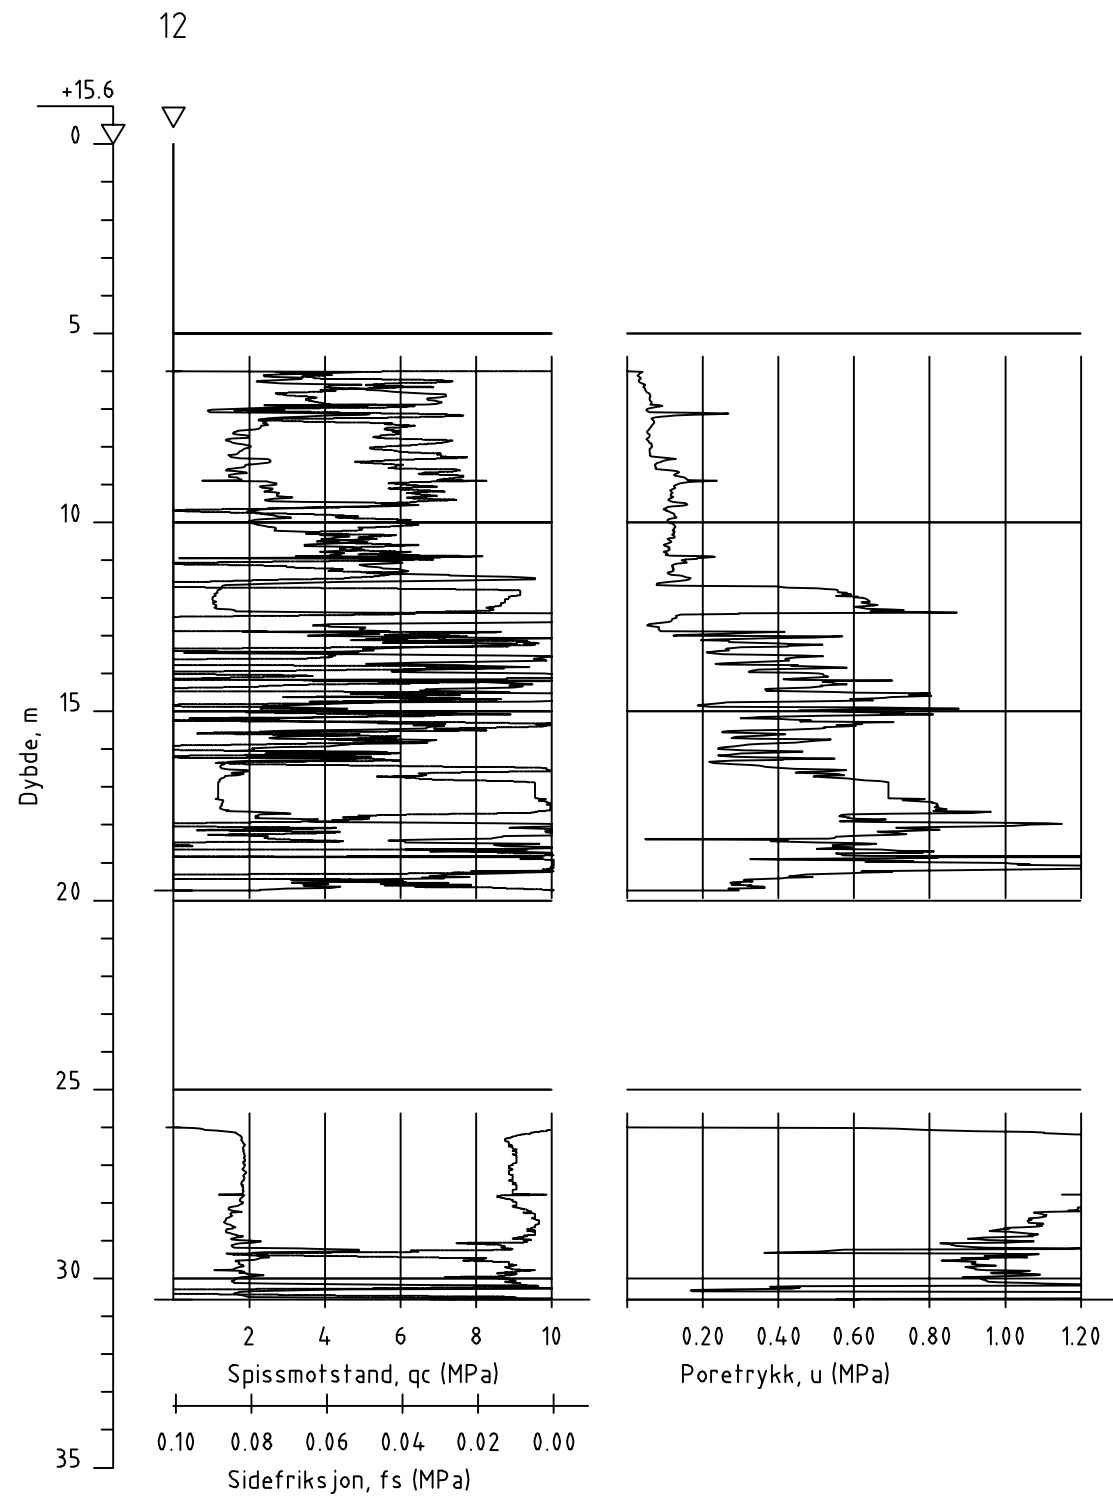 12
+15.6
0
5
10
15
20
25
30
35
Dybde, m
2 4 6 8 10
Spissmotstand, qc (MPa)
0.10 0.08 0.06 0.04 0.02 0.00
Sidefriksjon, fs (MPa)
0.20 0.40 0.60 0.80 1.00 1.20
Poretrykk, u (MPa)